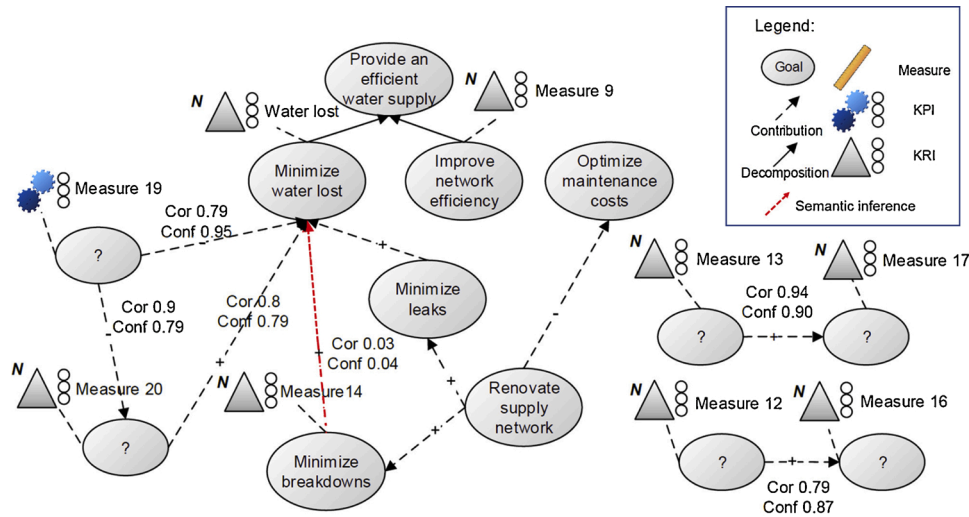 Legend:
Goal
Measure
Contribution
KPI
Decomposition
KRI
Semantic inference
Provide an
efficient
water supply
N
Water lost
N
Measure 9
Minimize
water lost
Improve
network
efficiency
Optimize
maintenance
costs
Measure 19
Cor 0.79
Conf 0.95
-
?
Cor 0.9
Conf 0.79
-
Cor 0.8
Conf 0.79
+
+
Minimize
leaks
-
Cor 0.03
Conf 0.04
+
N
Measure 20
?
N
Measure14
Minimize
breakdowns
+
+
Renovate
supply
network
N
Measure 13
N
Measure 17
Cor 0.94
Conf 0.90
?
+
?
N
Measure 12
N
Measure 16
?
+
?
Cor 0.79
Conf 0.87